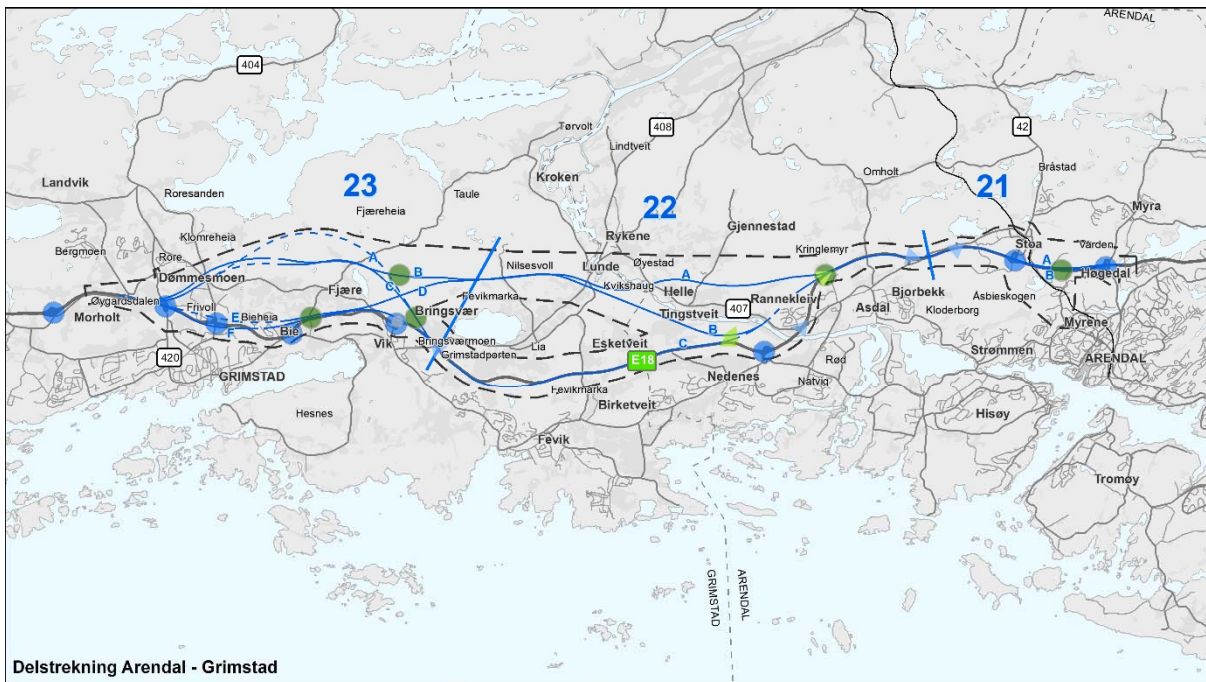 ARENDAL
404
42
408
Tørvolt
Lindtveit
Bråstad
Omholt
Landvik
Roresanden
23
Taule
Kroken
22
21
Myra
Fjæreheia
Bergmoen
Klomreheia
Rykene
Gjennestad
Kringlemyr
Stoa
Varden
Rore
A
Dømmesmoen
B
Nilsesvoll
Lunde
Øyestad
A
A
B
Høgedal
C
D
Kvikshaug
Helle
Åsbieskogen
Øygardsdalen
Fjære
Fevikmarka
407
Rannekleiv
Bjorbekk
Morholt
Frivoll
E
Bieheia
Bringsvær
Tingstveit
Asdal
Kloderborg
Myrene
F
Bie
Vik
Bringsværmoen
Lia
Esketveit
B
C
Strømmen
ARENDAL
420
Grimstadporten
E18
Rød
GRIMSTAD
Nedenes
Natvig
Fevikmarka
Birketveit
Hesnes
Hisøy
Fevik
Tromøy
GRIMSTAD
ARENDAL
Delstrekning Arendal - Grimstad